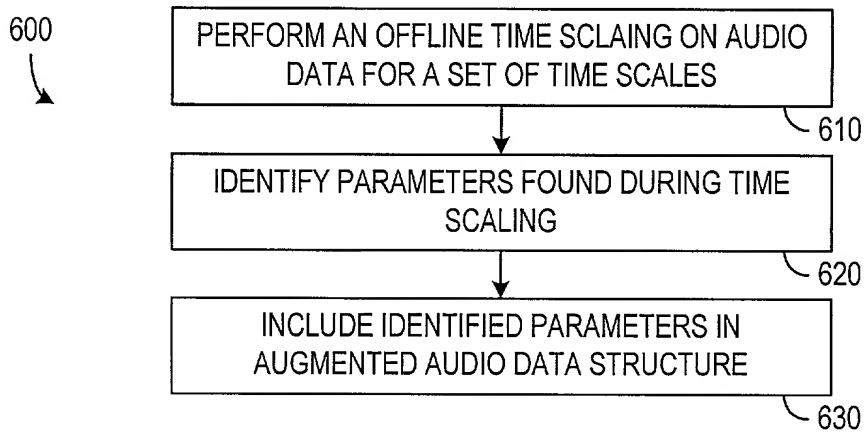 600
PERFORM AN OFFLINE TIME SCLAING ON AUDIO
DATA FOR A SET OF TIME SCALES
610
IDENTIFY PARAMETERS FOUND DURING TIME
SCALING
620
INCLUDE IDENTIFIED PARAMETERS IN
AUGMENTED AUDIO DATA STRUCTURE
630